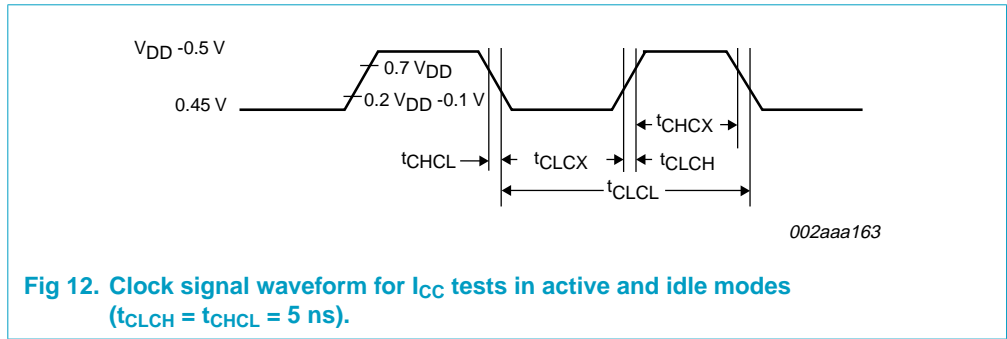 VDD -0.5 V
0.7 VDD
0.2 VDD -0.1 V
0.45 V
tCHCX
tCHCL
tCLCX
tCLCH
tCLCL
002aaa163
Fig 12. Clock signal waveform for ICC tests in active and idle modes
(tCLCH = tCHCL = 5 ns).